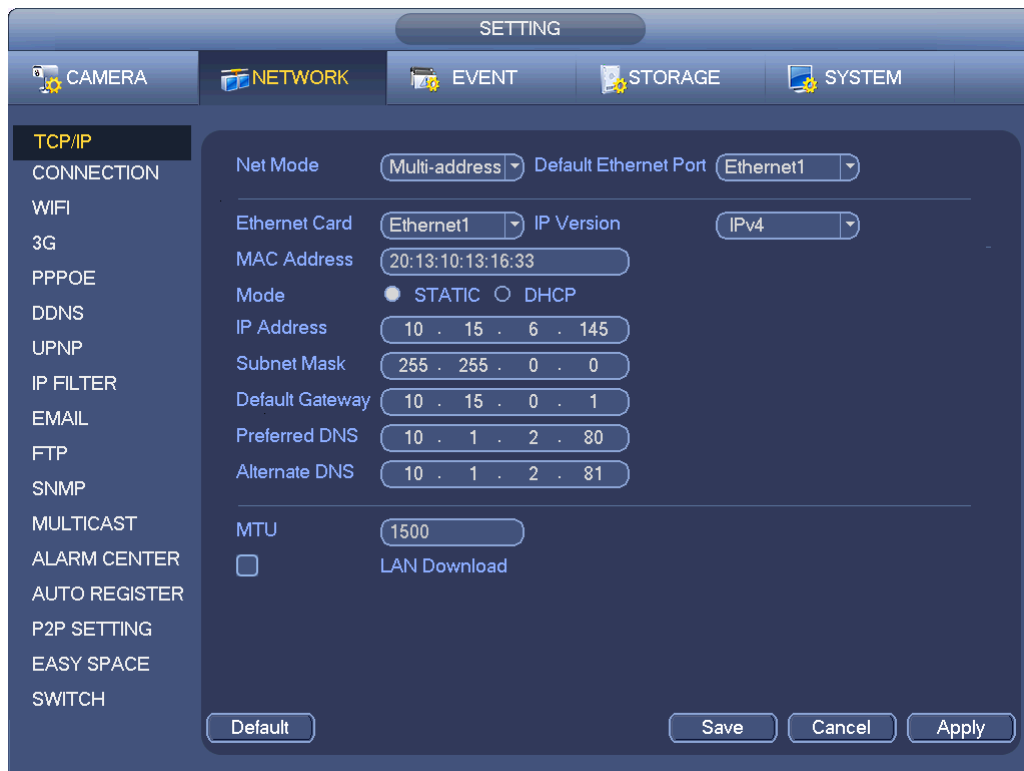 SETTING
CAMERA NETWORK EVENT STORAGE SYSTEM
TCP/IP
CONNECTION
WIFI
3G
PPPOE
DDNS
UPNP
IP FILTER
EMAIL
FTP
SNMP
MULTICAST
ALARM CENTER
AUTO REGISTER
P2P SETTING
EASY SPACE
SWITCH
Net Mode Multi-address Default Ethernet Port Ethernet1
Ethernet Card Ethernet1 IP Version IPv4
MAC Address 20:13:10:13:16:33
Mode STATIC DHCP
IP Address 10 . 15 . 6 . 145
Subnet Mask 255 . 255 . 0 . 0
Default Gateway 10 . 15 . 0 . 1
Preferred DNS 10 . 1 . 2 . 80
Alternate DNS 10 . 1 . 2 . 81
MTU 1500
LAN Download
Default Save Cancel Apply